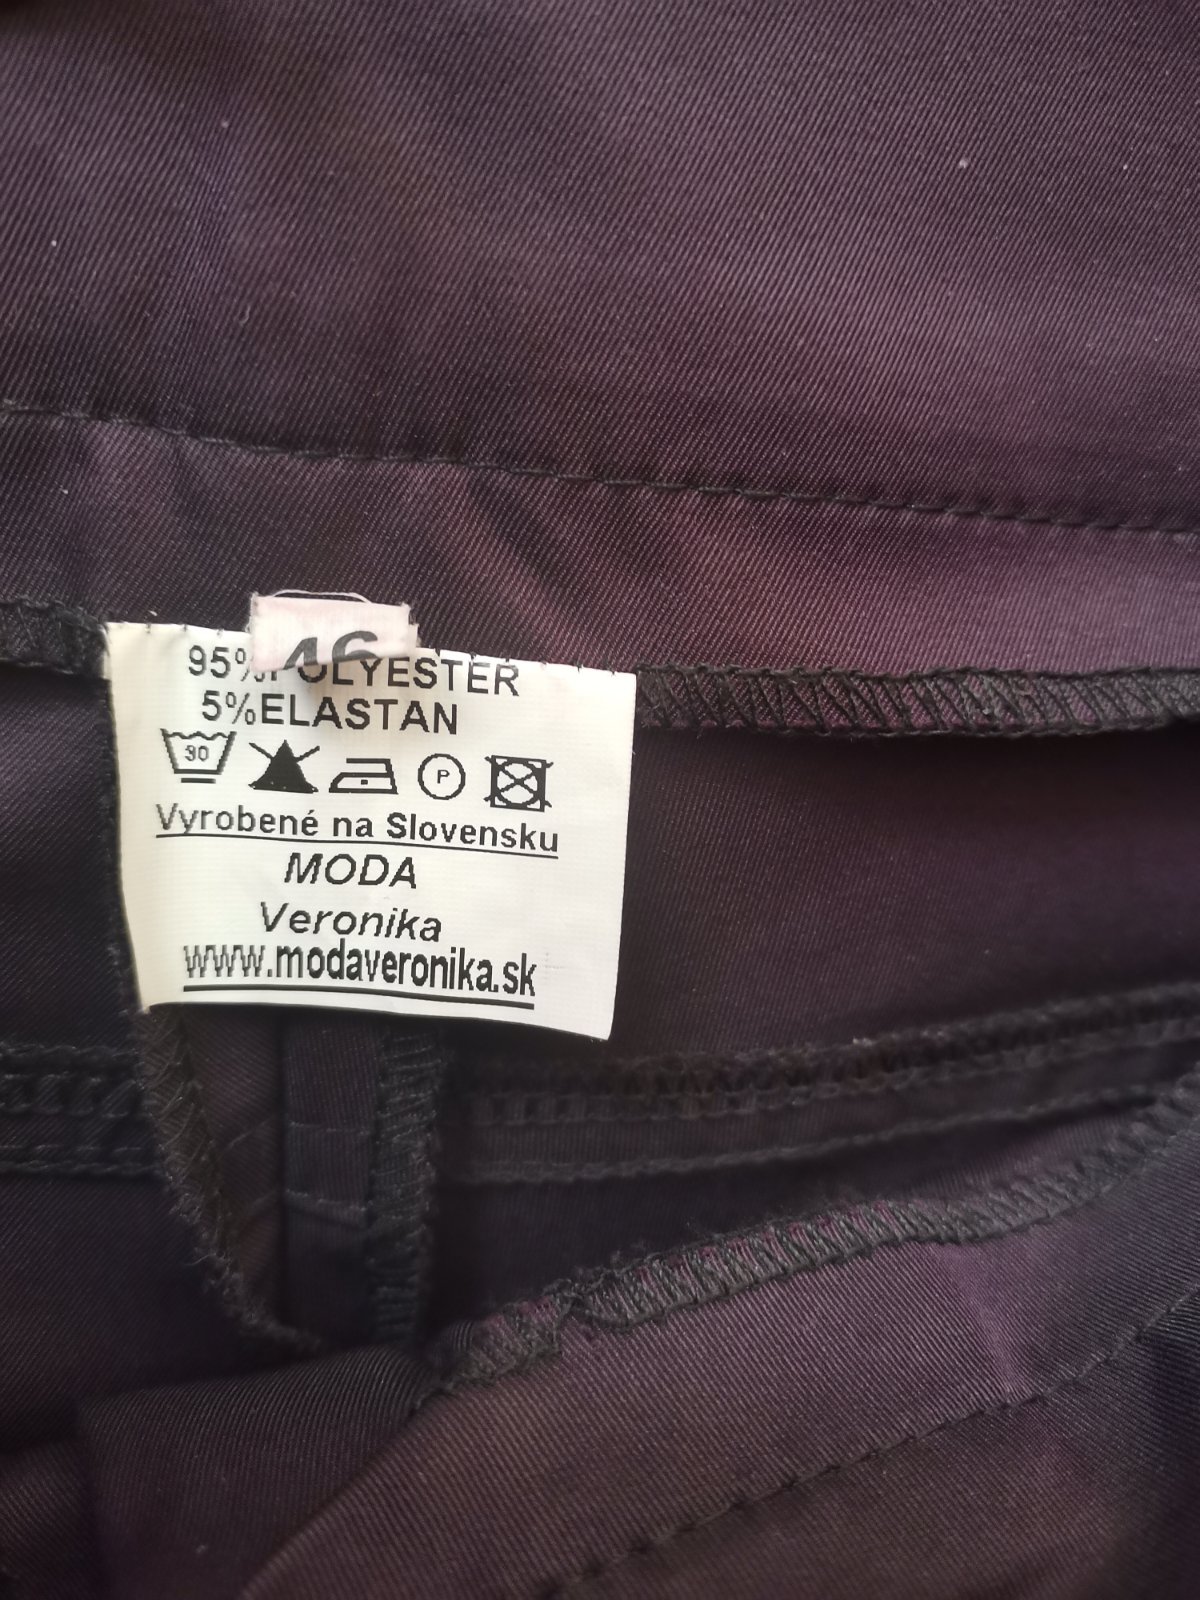 46
95%POLYESTER
5%ELASTAN
30 P
Vyrobené na Slovensku
MODA
Veronika
www.modaveronika.sk